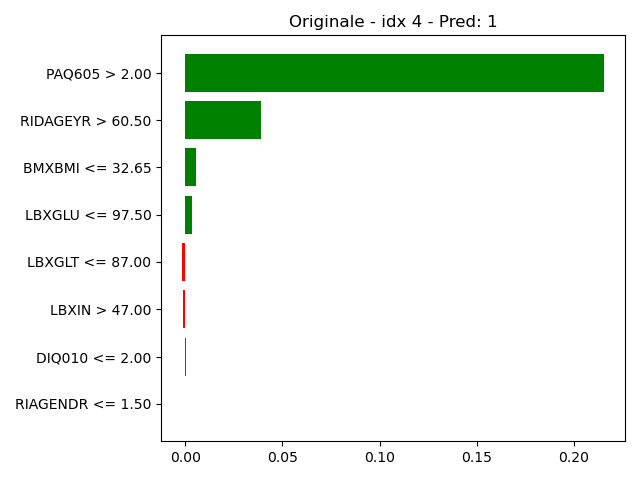 Originale - idx 4 - Pred: 1
PAQ605 > 2.00
RIDAGEYR > 60.50
BMXBMI <= 32.65
LBXGLU <= 97.50
LBXGLT <= 87.00
LBXIN > 47.00
DIQ010 <= 2.00
RIAGENDR <= 1.50
0.00 0.05 0.10 0.15 0.20